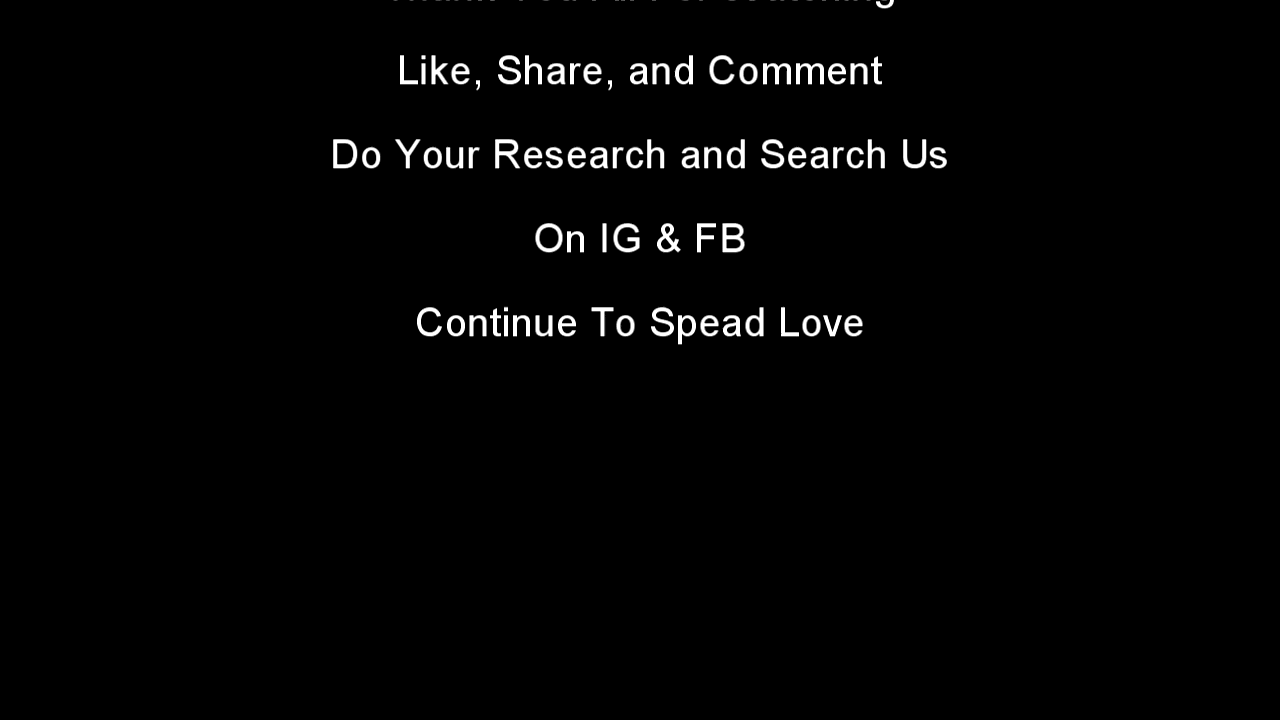 Like, Share, and Comment
Do Your Research and Search Us
On IG & FB
Continue To Spead Love